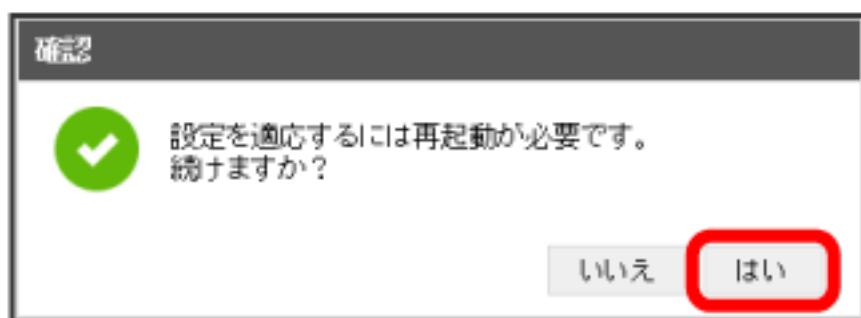 確認
設定を適応するには再起動が必要です。
続けますか？
いいえ
はい